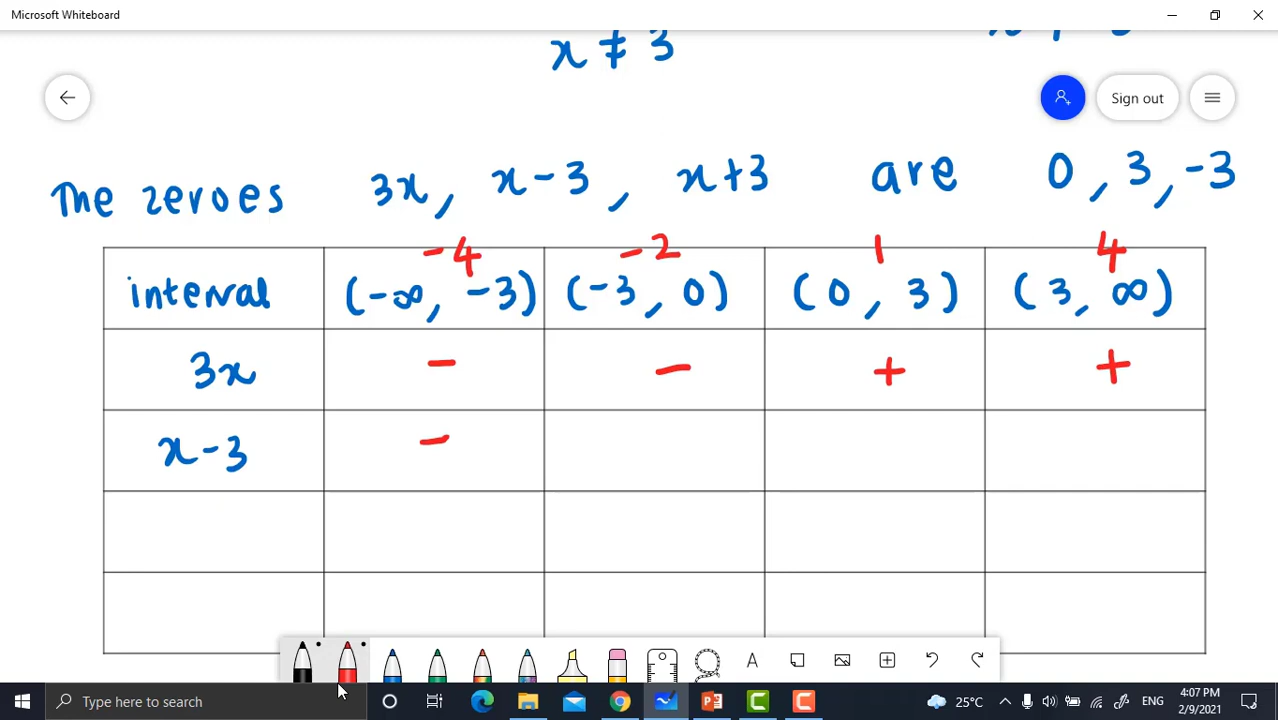 Microsoft Whiteboard
x ≠ 3
Sign out
The zeroes 3x, x-3, x+3 are 0, 3, -3
-4 -2 1 4
interval (-∞, -3) (-3, 0) (0, 3) (3, ∞)
3x - - + +
x-3 -
A
Type here to search
25°C ENG 4:07 PM
2/9/2021